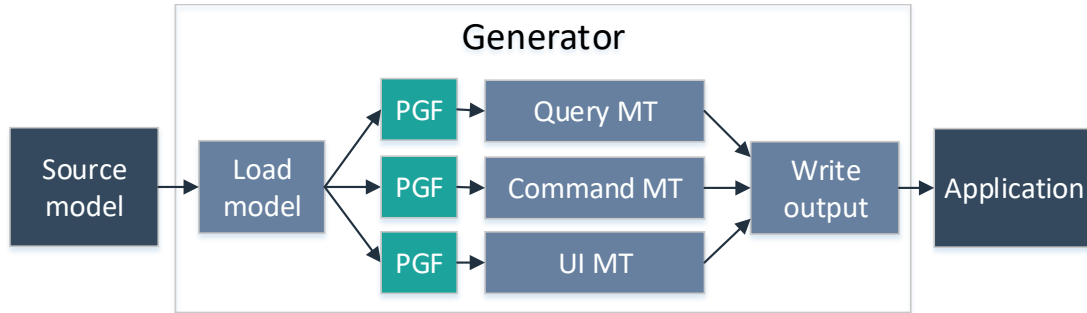 Generator
PGF
Query MT
Source
model
Load
model
PGF
Command MT
Write
output
Application
PGF
UI MT